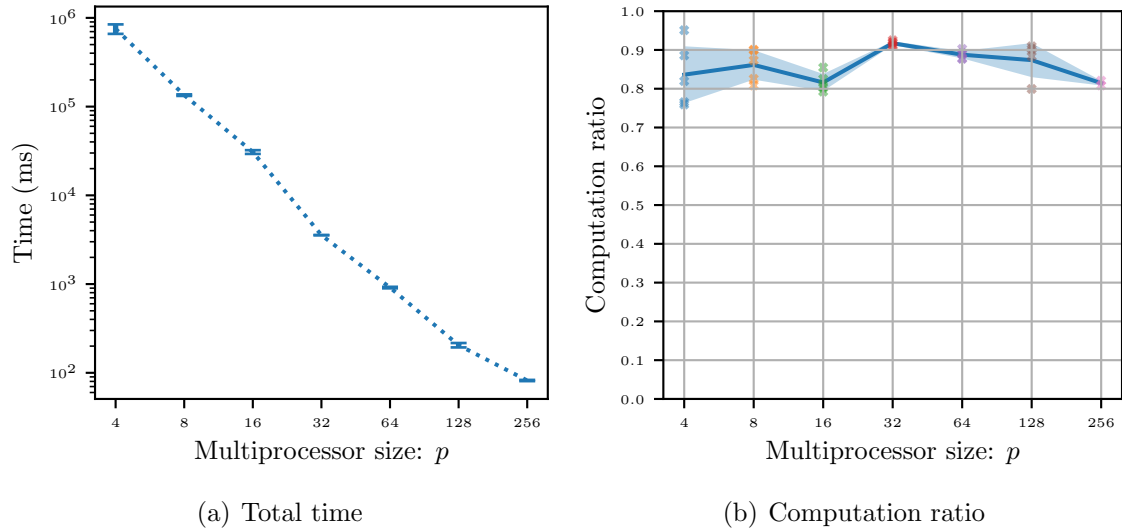 10^6
10^5
10^4
10^3
10^2
Time (ms)
4 8 16 32 64 128 256
Multiprocessor size: p
(a) Total time
1.0
0.9
0.8
0.7
0.6
0.5
0.4
0.3
0.2
0.1
0.0
Computation ratio
4 8 16 32 64 128 256
Multiprocessor size: p
(b) Computation ratio